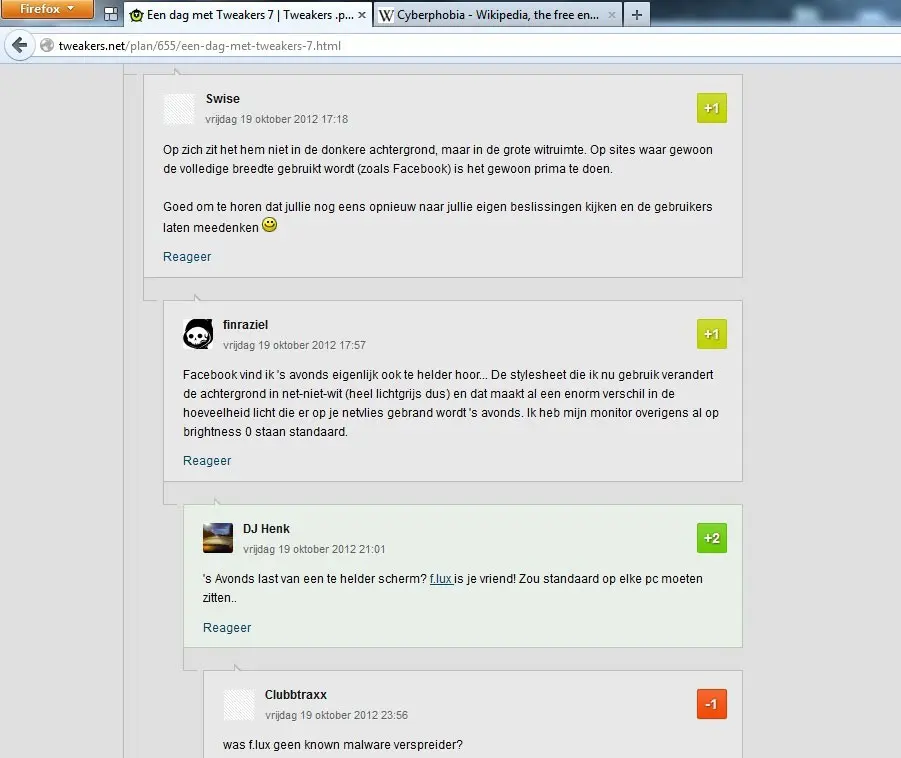 Firefox
Een dag met Tweakers 7 | Tweakers .p... ×
W Cyberphobia - Wikipedia, the free en... ×
+
tweakers.net/plan/655/een-dag-met-tweakers-7.html
Swise
vrijdag 19 oktober 2012 17:18
+1
Op zich zit het hem niet in de donkere achtergrond, maar in de grote witruimte. Op sites waar gewoon
de volledige breedte gebruikt wordt (zoals Facebook) is het gewoon prima te doen.
Goed om te horen dat jullie nog eens opnieuw naar jullie eigen beslissingen kijken en de gebruikers
laten meedenken
Reageer
finraziel
vrijdag 19 oktober 2012 17:57
+1
Facebook vind ik 's avonds eigenlijk ook te helder hoor... De stylesheet die ik nu gebruik verandert
de achtergrond in net-niet-wit (heel lichtgrijs dus) en dat maakt al een enorm verschil in de
hoeveelheid licht die er op je netvlies gebrand wordt 's avonds. Ik heb mijn monitor overigens al op
brightness 0 staan standaard.
Reageer
DJ Henk
vrijdag 19 oktober 2012 21:01
+2
's Avonds last van een te helder scherm? f.lux is je vriend! Zou standaard op elke pc moeten
zitten..
Reageer
Clubbtraxx
vrijdag 19 oktober 2012 23:56
-1
was f.lux geen known malware verspreider?